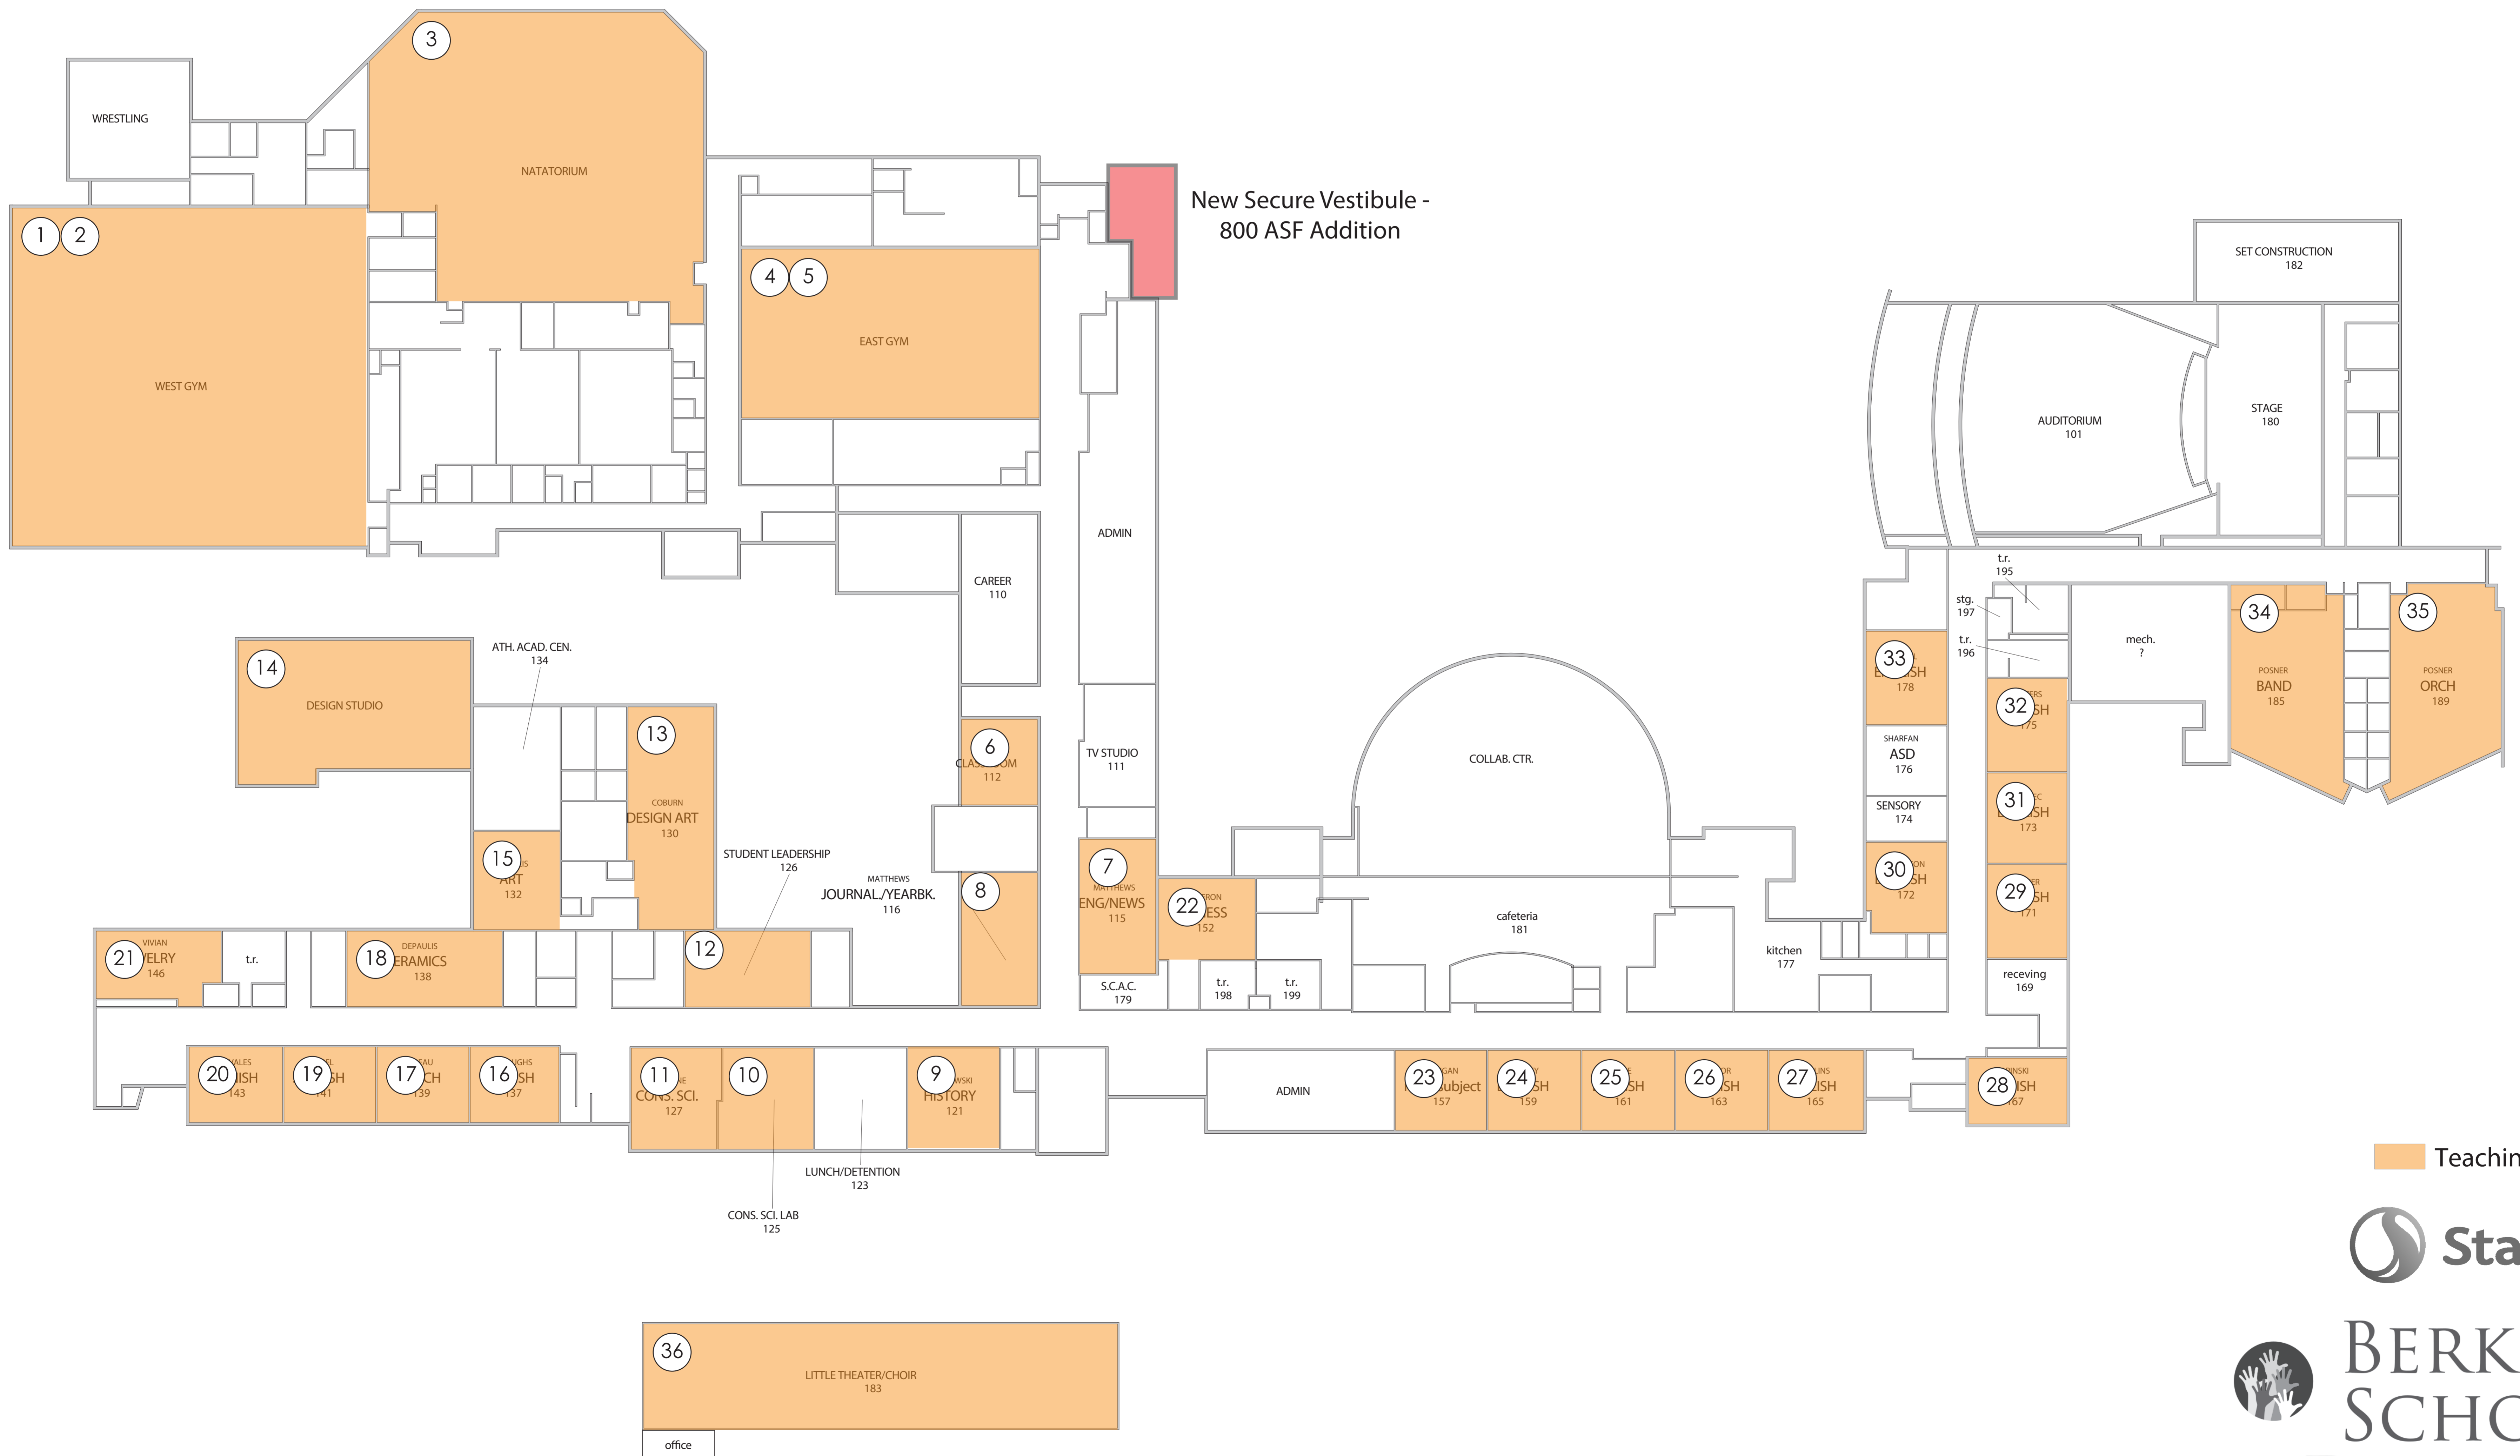 3
WRESTLING
NATATORIUM
New Secure Vestibule -
800 ASF Addition
1
2
4
5
WEST GYM
EAST GYM
SET CONSTRUCTION
182
AUDITORIUM
101
STAGE
180
ADMIN
CAREER
110
t.r.
195
stg.
197
t.r.
196
mech.
?
34
POSNER
BAND
185
35
POSNER
ORCH
189
33
178
32
175
SHARFAN
ASD
176
SENSORY
174
31
173
30
172
29
171
receving
169
14
DESIGN STUDIO
ATH. ACAD. CEN.
134
13
COBURN
DESIGN ART
130
6
112
TV STUDIO
111
COLLAB. CTR.
15
ART
132
STUDENT LEADERSHIP
126
MATTHEWS
JOURNAL./YEARBK.
116
8
7
MATTHEWS
ENG/NEWS
115
22
152
cafeteria
181
kitchen
177
21
VIVIAN
146
t.r.
18
DEPAULIS
138
12
S.C.A.C.
179
t.r.
198
t.r.
199
20
143
19
141
17
139
16
137
11
CONS. SCI.
127
10
9
HISTORY
121
ADMIN
23
157
24
159
25
161
26
163
27
165
28
167
LUNCH/DETENTION
123
CONS. SCI. LAB
125
36
LITTLE THEATER/CHOIR
183
office
Teachin
Sta
BERK
SCHO